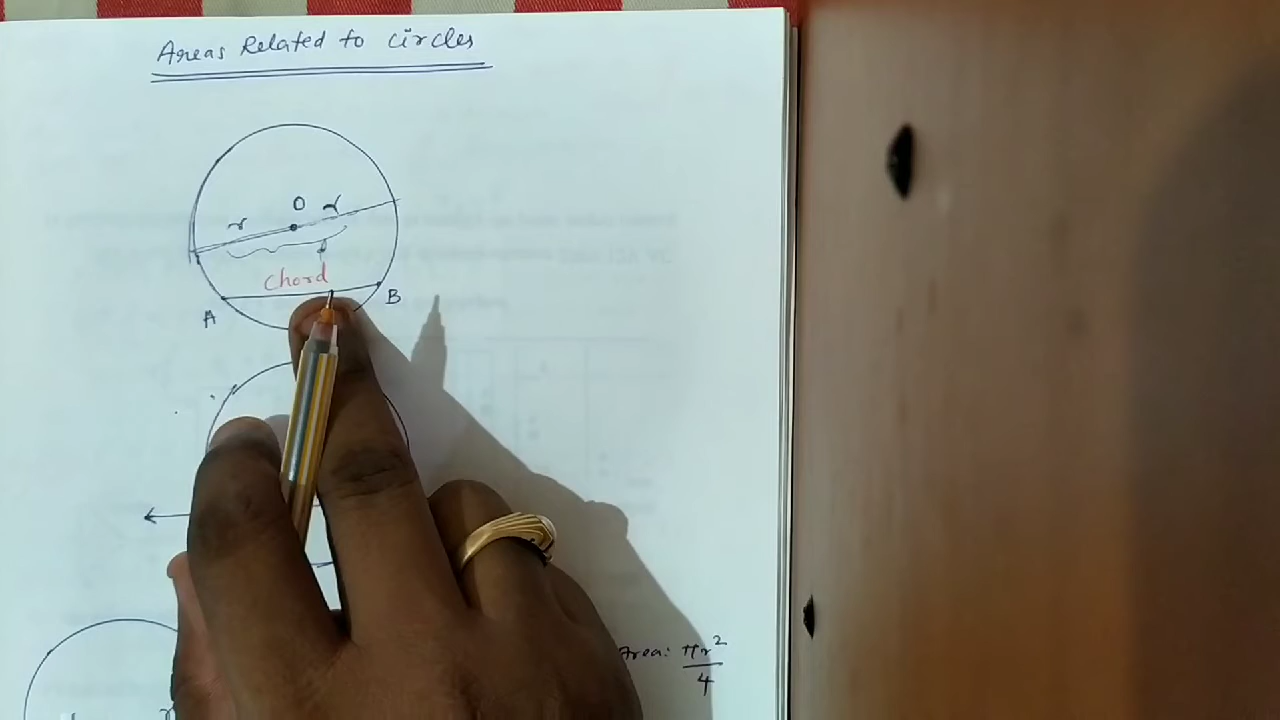 Areas Related to circles
O
r r
d
Chord
A B
Area: πr²/4